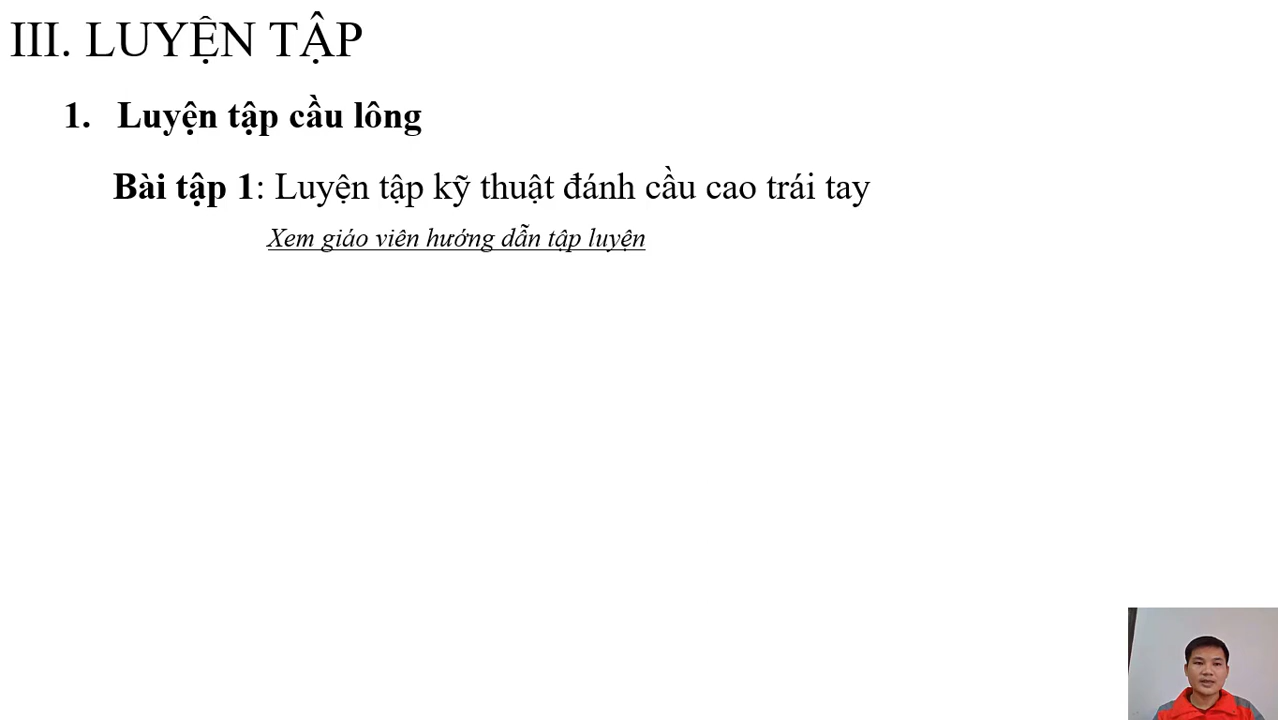 III. LUYỆN TẬP
1. Luyện tập cầu lông
Bài tập 1: Luyện tập kỹ thuật đánh cầu cao trái tay
Xem giáo viên hướng dẫn tập luyện